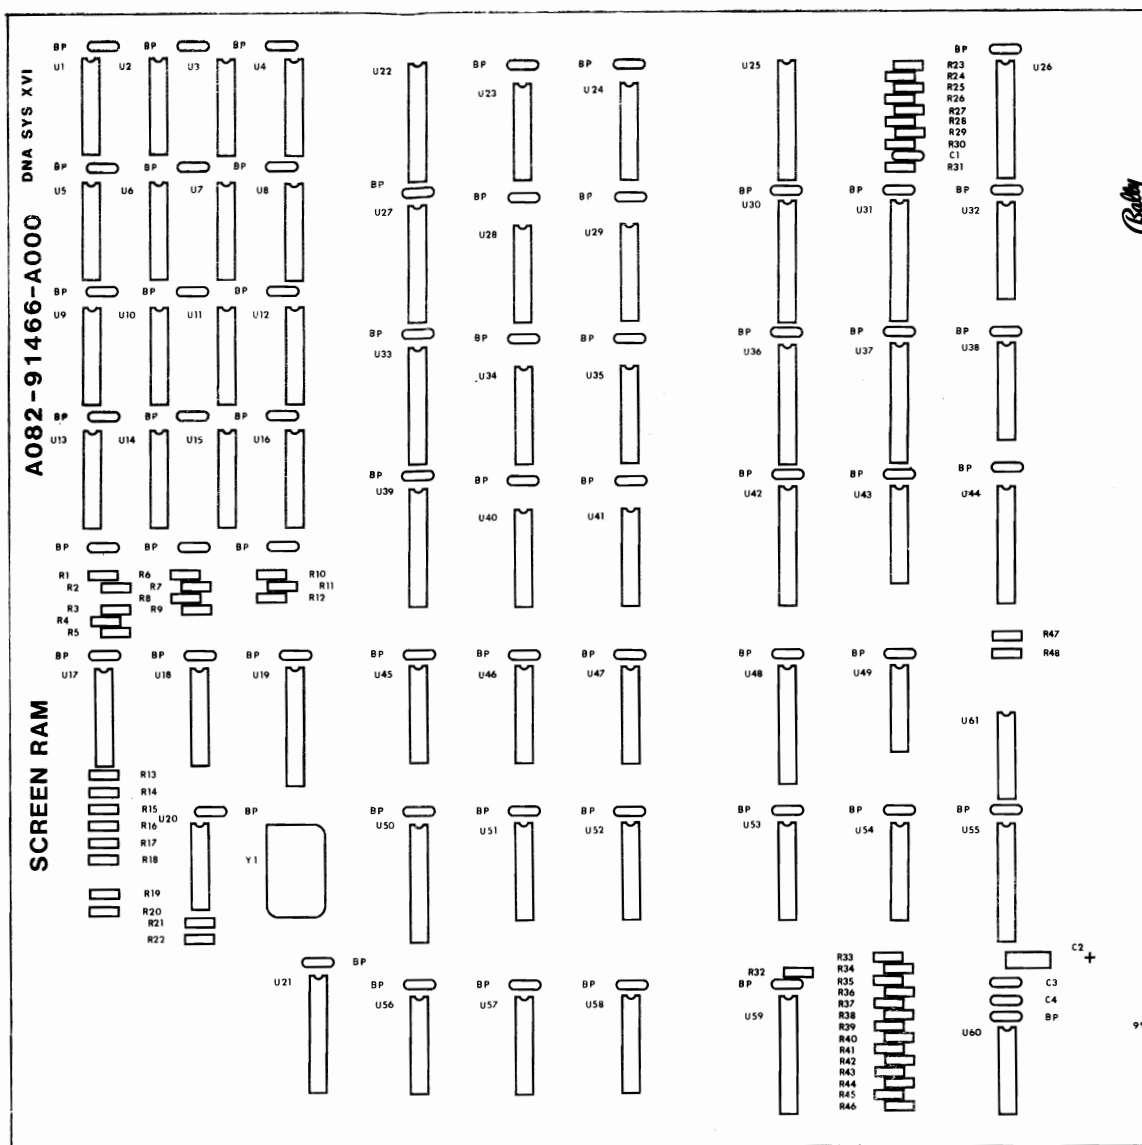 A082-91466-A000 DNA SYS XVI
SCREEN RAM
Bally
BP BP BP BP
U1 U2 U3 U4
U22 BP U23 BP U24 U25 U26
R23
R24
R25
R26
R27
R28
R29
R30
C1
R31
BP BP BP
U5 U6 U7 U8
BP BP BP BP BP BP
U27 U28 U29 U30 U31 U32
BP BP BP
U9 U10 U11 U12
BP BP BP BP BP BP
U33 U34 U35 U36 U37 U38
BP BP BP
U13 U14 U15 U16
BP BP BP BP BP BP
U39 U40 U41 U42 U43 U44
BP BP BP
R1 R6 R10
R2 R7 R11
R8 R12
R3 R9
R4
R5
R47
R48
BP BP BP BP BP BP BP BP
U17 U18 U19 U45 U46 U47 U48 U49
U61
R13
R14
R15
R16
R17
R18
R19
R20
U20 BP
Y1
R21
R22
BP BP BP BP BP BP
U50 U51 U52 U53 U54 U55
BP
U21
BP BP BP
U56 U57 U58
R32
BP
U59
R33
R34
R35
R36
R37
R38
R39
R40
R41
R42
R43
R44
R45
R46
C2 +
C3
C4
BP
U60